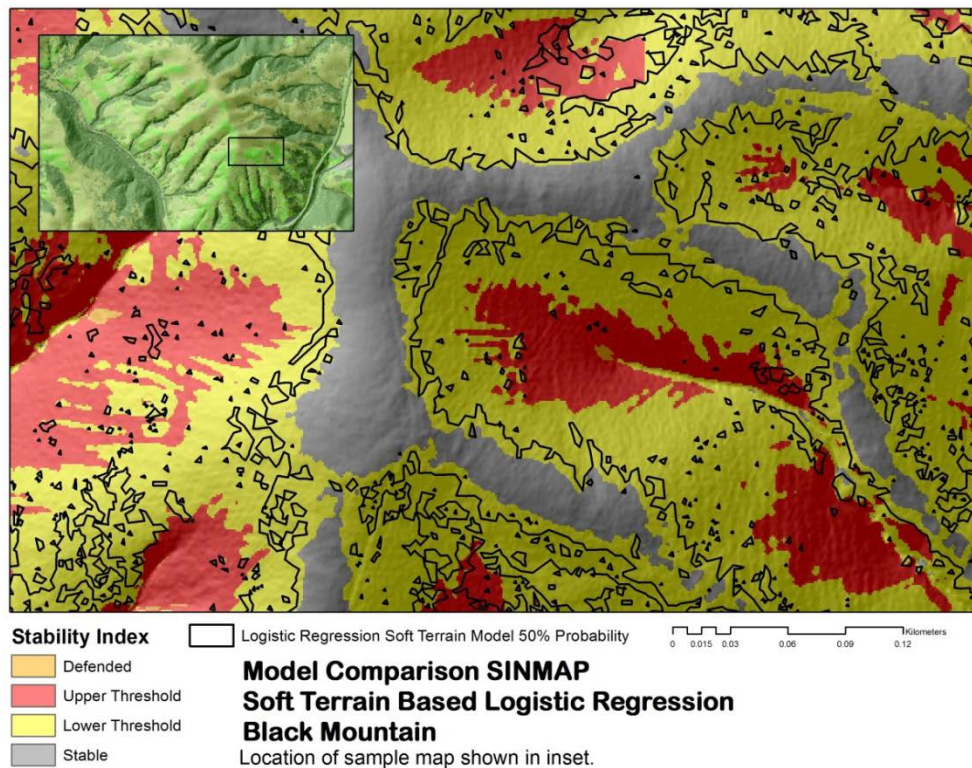 Stability Index
Defended
Upper Threshold
Lower Threshold
Stable
Logistic Regression Soft Terrain Model 50% Probability
Kilometers
0 0.015 0.03 0.06 0.09 0.12
Model Comparison SINMAP
Soft Terrain Based Logistic Regression
Black Mountain
Location of sample map shown in inset.